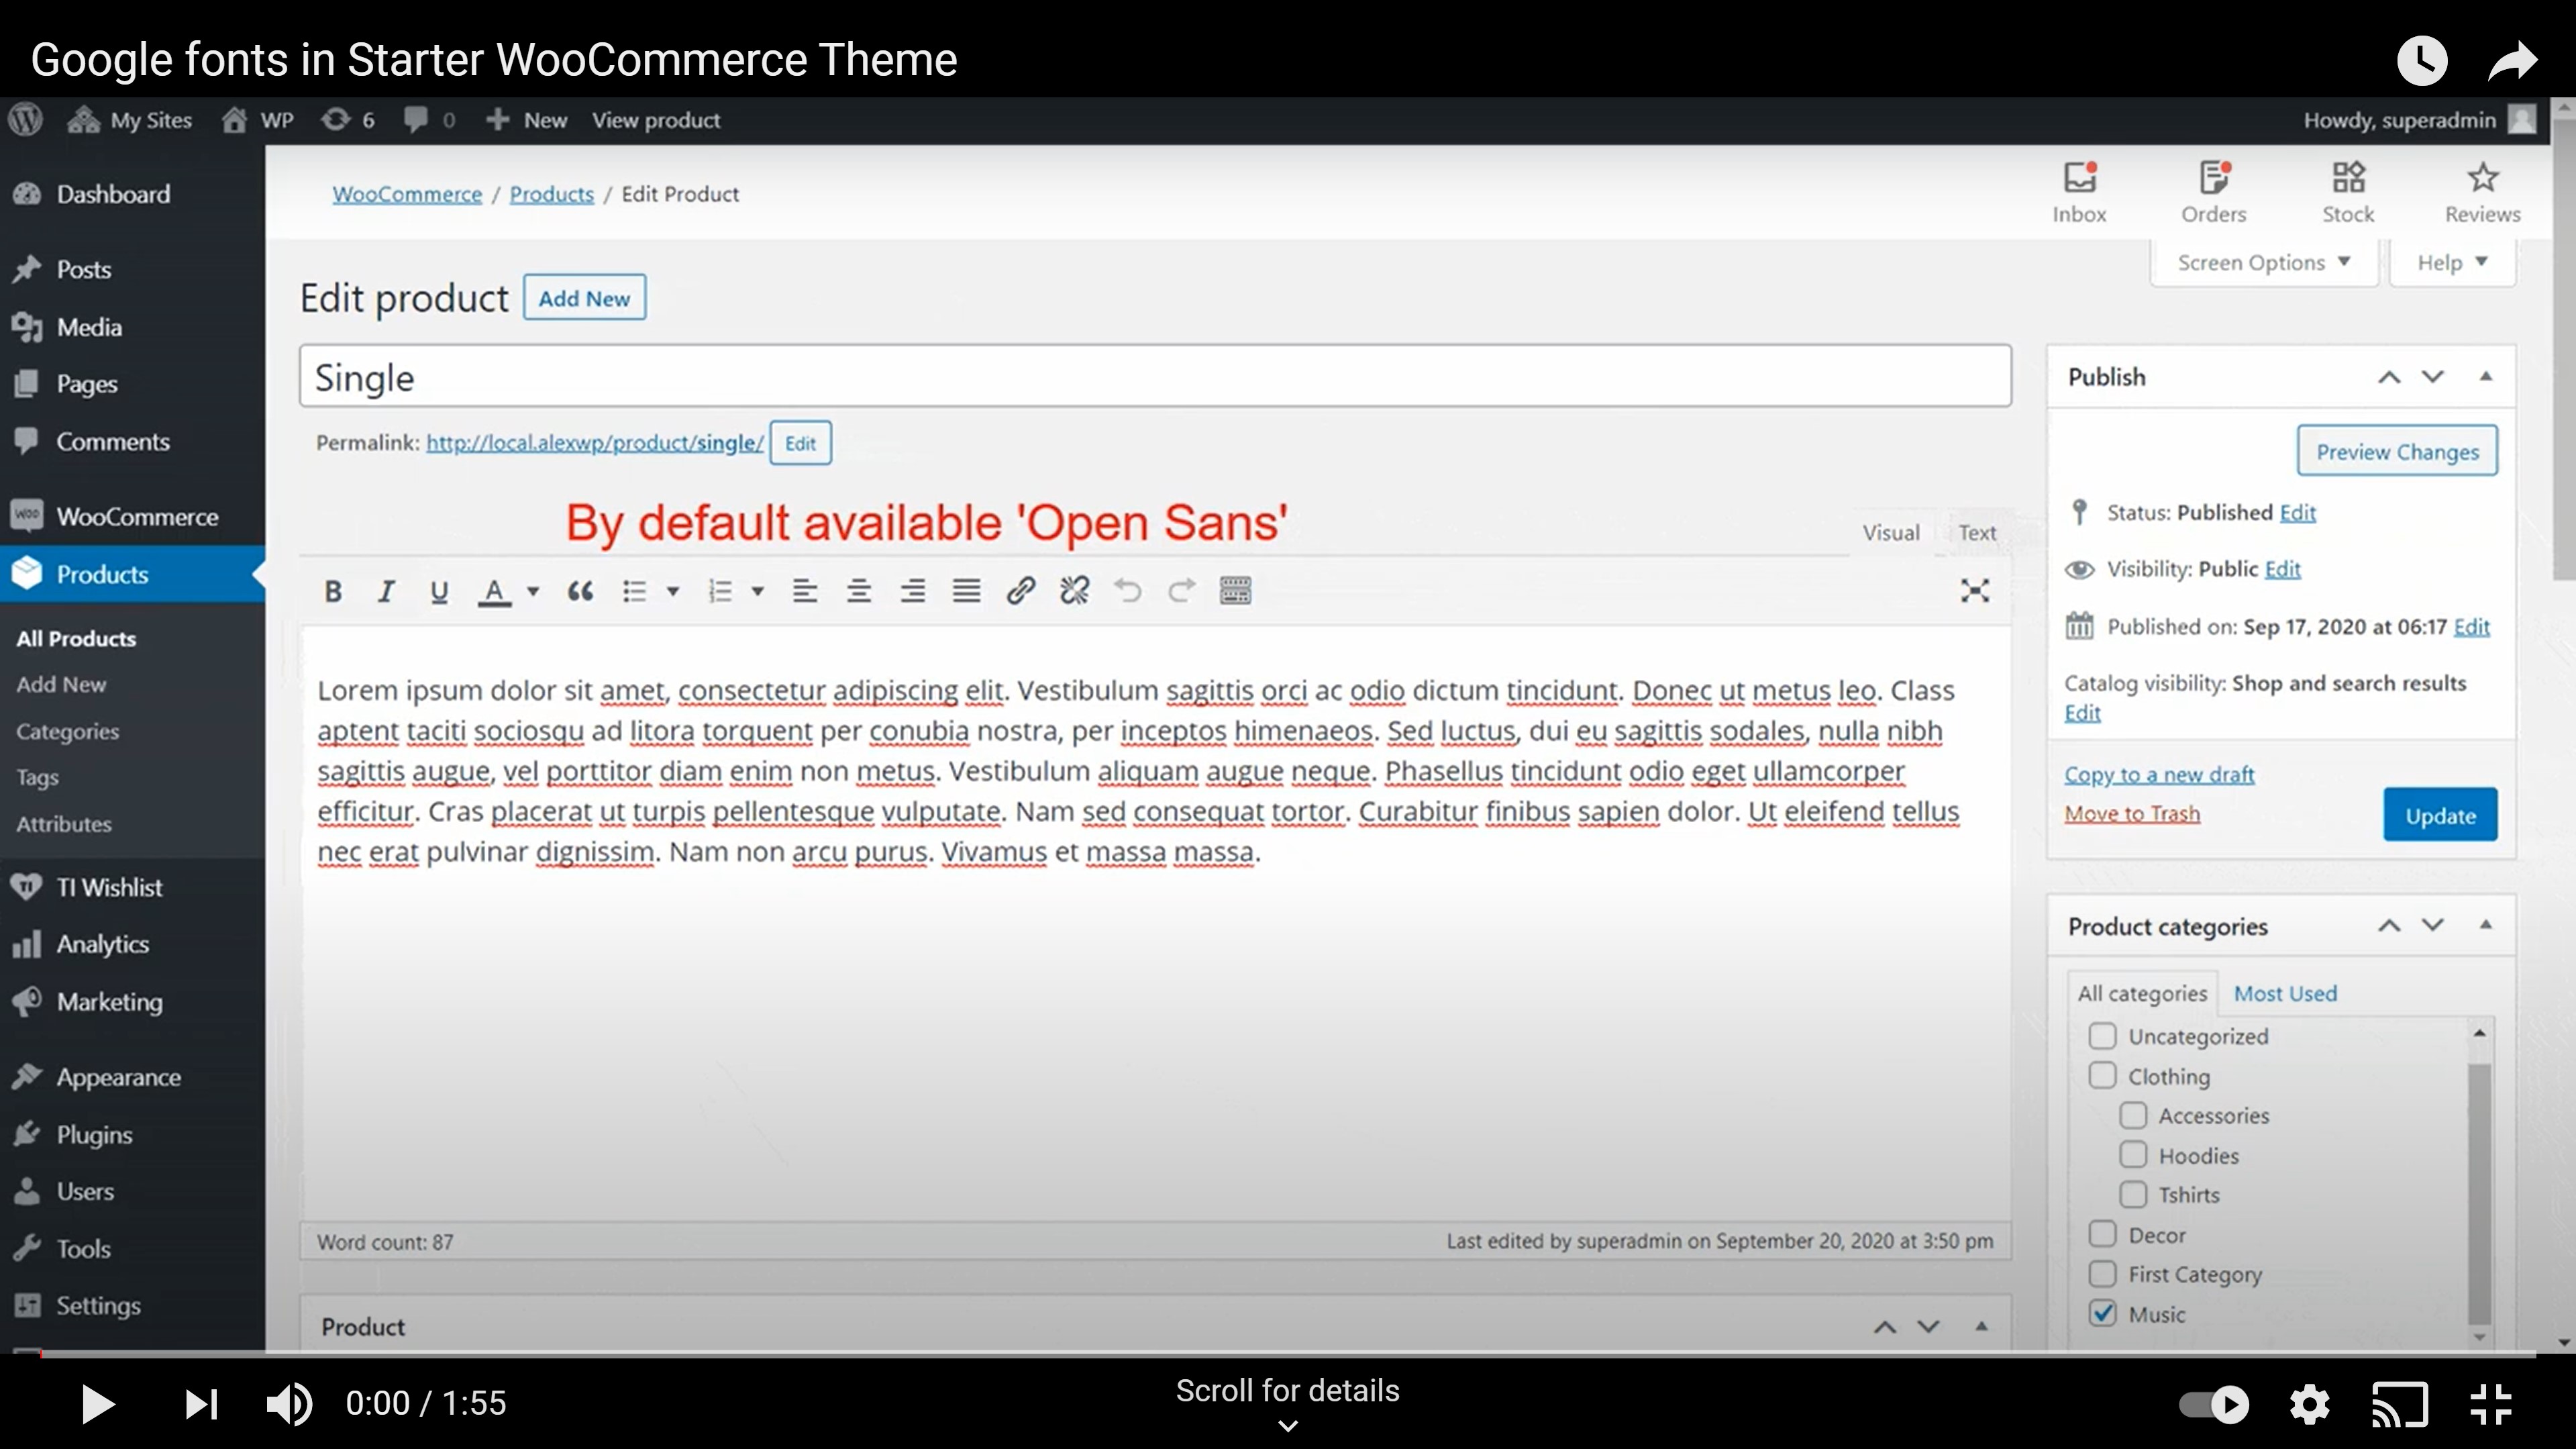 Google fonts in Starter WooCommerce Theme
My Sites WP 6 0 New View product Howdy, superadmin
Dashboard
Posts
Media
Pages
Comments
WooCommerce
Products
All Products
Add New
Categories
Tags
Attributes
TI Wishlist
Analytics
Marketing
Appearance
Plugins
Users
Tools
Settings
WooCommerce / Products / Edit Product
Inbox Orders Stock Reviews
Screen Options Help
Edit product Add New
Single
Permalink: http://local.alexwp/product/single/ Edit
By default available 'Open Sans'
Visual Text
B I U A
Lorem ipsum dolor sit amet, consectetur adipiscing elit. Vestibulum sagittis orci ac odio dictum tincidunt. Donec ut metus leo. Class
aptent taciti sociosqu ad litora torquent per conubia nostra, per inceptos himenaeos. Sed luctus, dui eu sagittis sodales, nulla nibh
sagittis augue, vel porttitor diam enim non metus. Vestibulum aliquam augue neque. Phasellus tincidunt odio eget ullamcorper
efficitur. Cras placerat ut turpis pellentesque vulputate. Nam sed consequat tortor. Curabitur finibus sapien dolor. Ut eleifend tellus
nec erat pulvinar dignissim. Nam non arcu purus. Vivamus et massa massa.
Word count: 87 Last edited by superadmin on September 20, 2020 at 3:50 pm
Product
Publish
Preview Changes
Status: Published Edit
Visibility: Public Edit
Published on: Sep 17, 2020 at 06:17 Edit
Catalog visibility: Shop and search results
Edit
Copy to a new draft
Move to Trash
Update
Product categories
All categories Most Used
Uncategorized
Clothing
Accessories
Hoodies
Tshirts
Decor
First Category
Music
0:00 / 1:55
Scroll for details